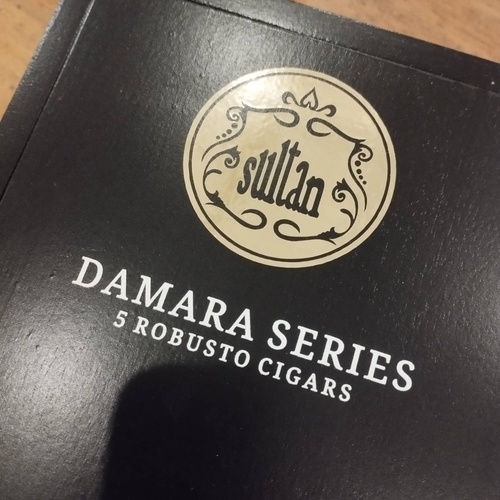 sultan
DAMARA SERIES
5 ROBUSTO CIGARS